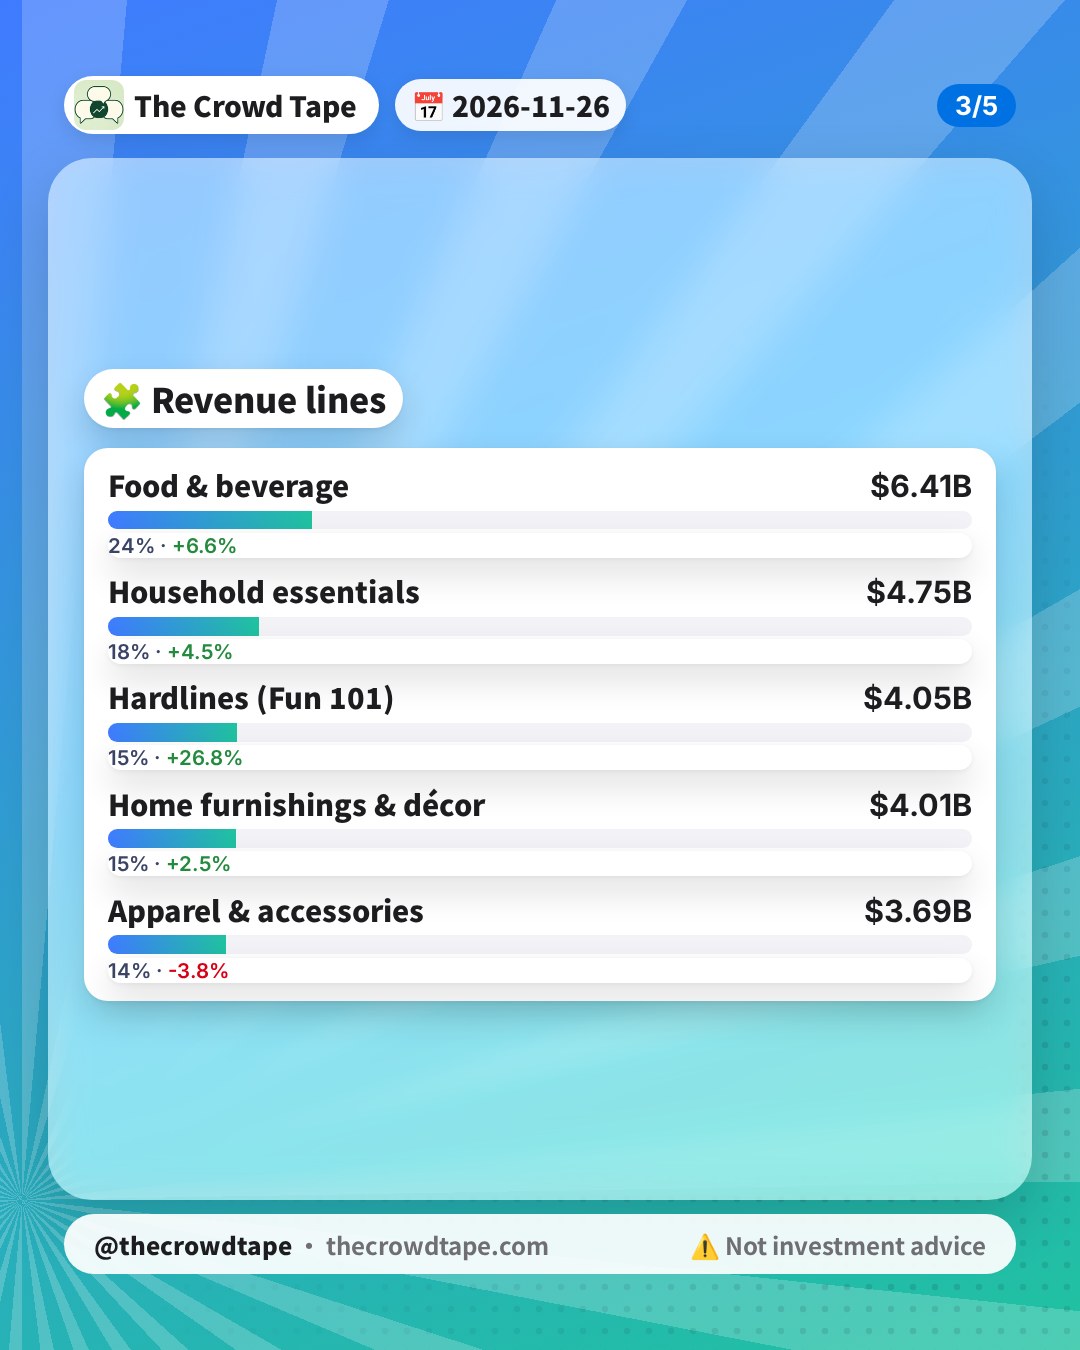 The Crowd Tape
📅 2026-11-26
3/5
🧩 Revenue lines
Food & beverage $6.41B
24% · +6.6%
Household essentials $4.75B
18% · +4.5%
Hardlines (Fun 101) $4.05B
15% · +26.8%
Home furnishings & décor $4.01B
15% · +2.5%
Apparel & accessories $3.69B
14% · -3.8%
@thecrowdtape • thecrowdtape.com ⚠️ Not investment advice